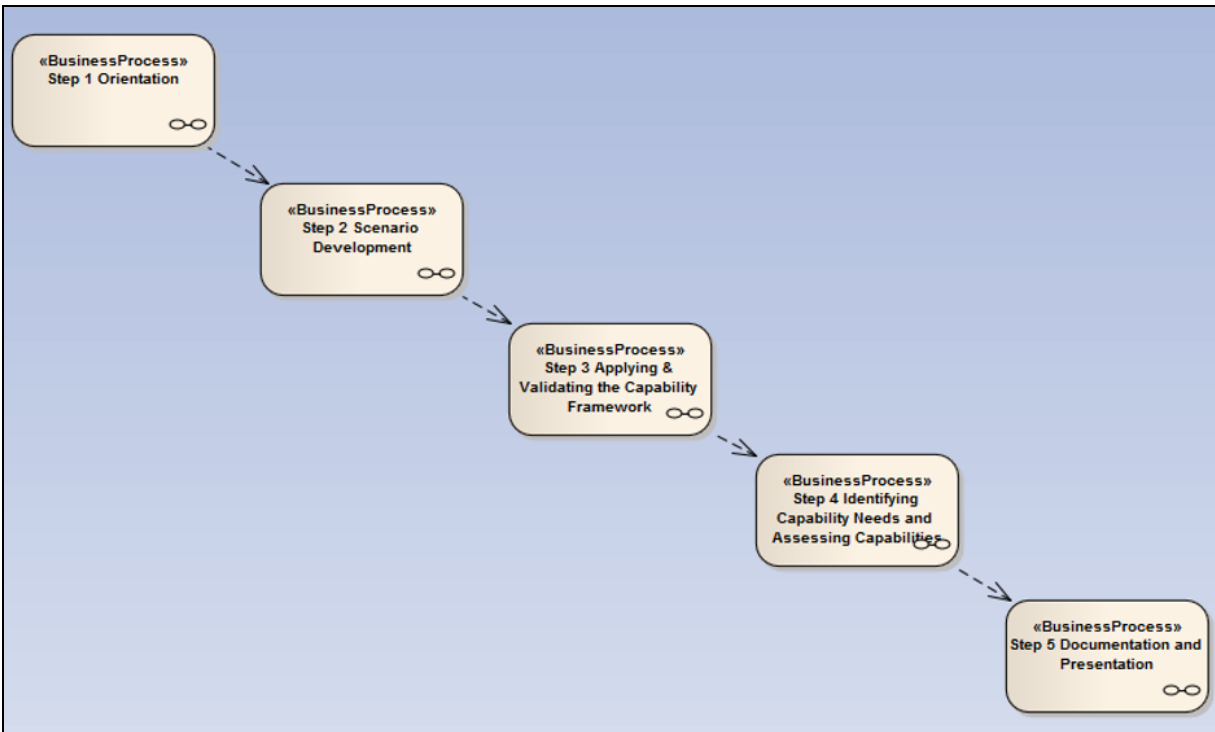 «BusinessProcess»
Step 1 Orientation
«BusinessProcess»
Step 2 Scenario
Development
«BusinessProcess»
Step 3 Applying &
Validating the Capability
Framework
«BusinessProcess»
Step 4 Identifying
Capability Needs and
Assessing Capabilities
«BusinessProcess»
Step 5 Documentation and
Presentation